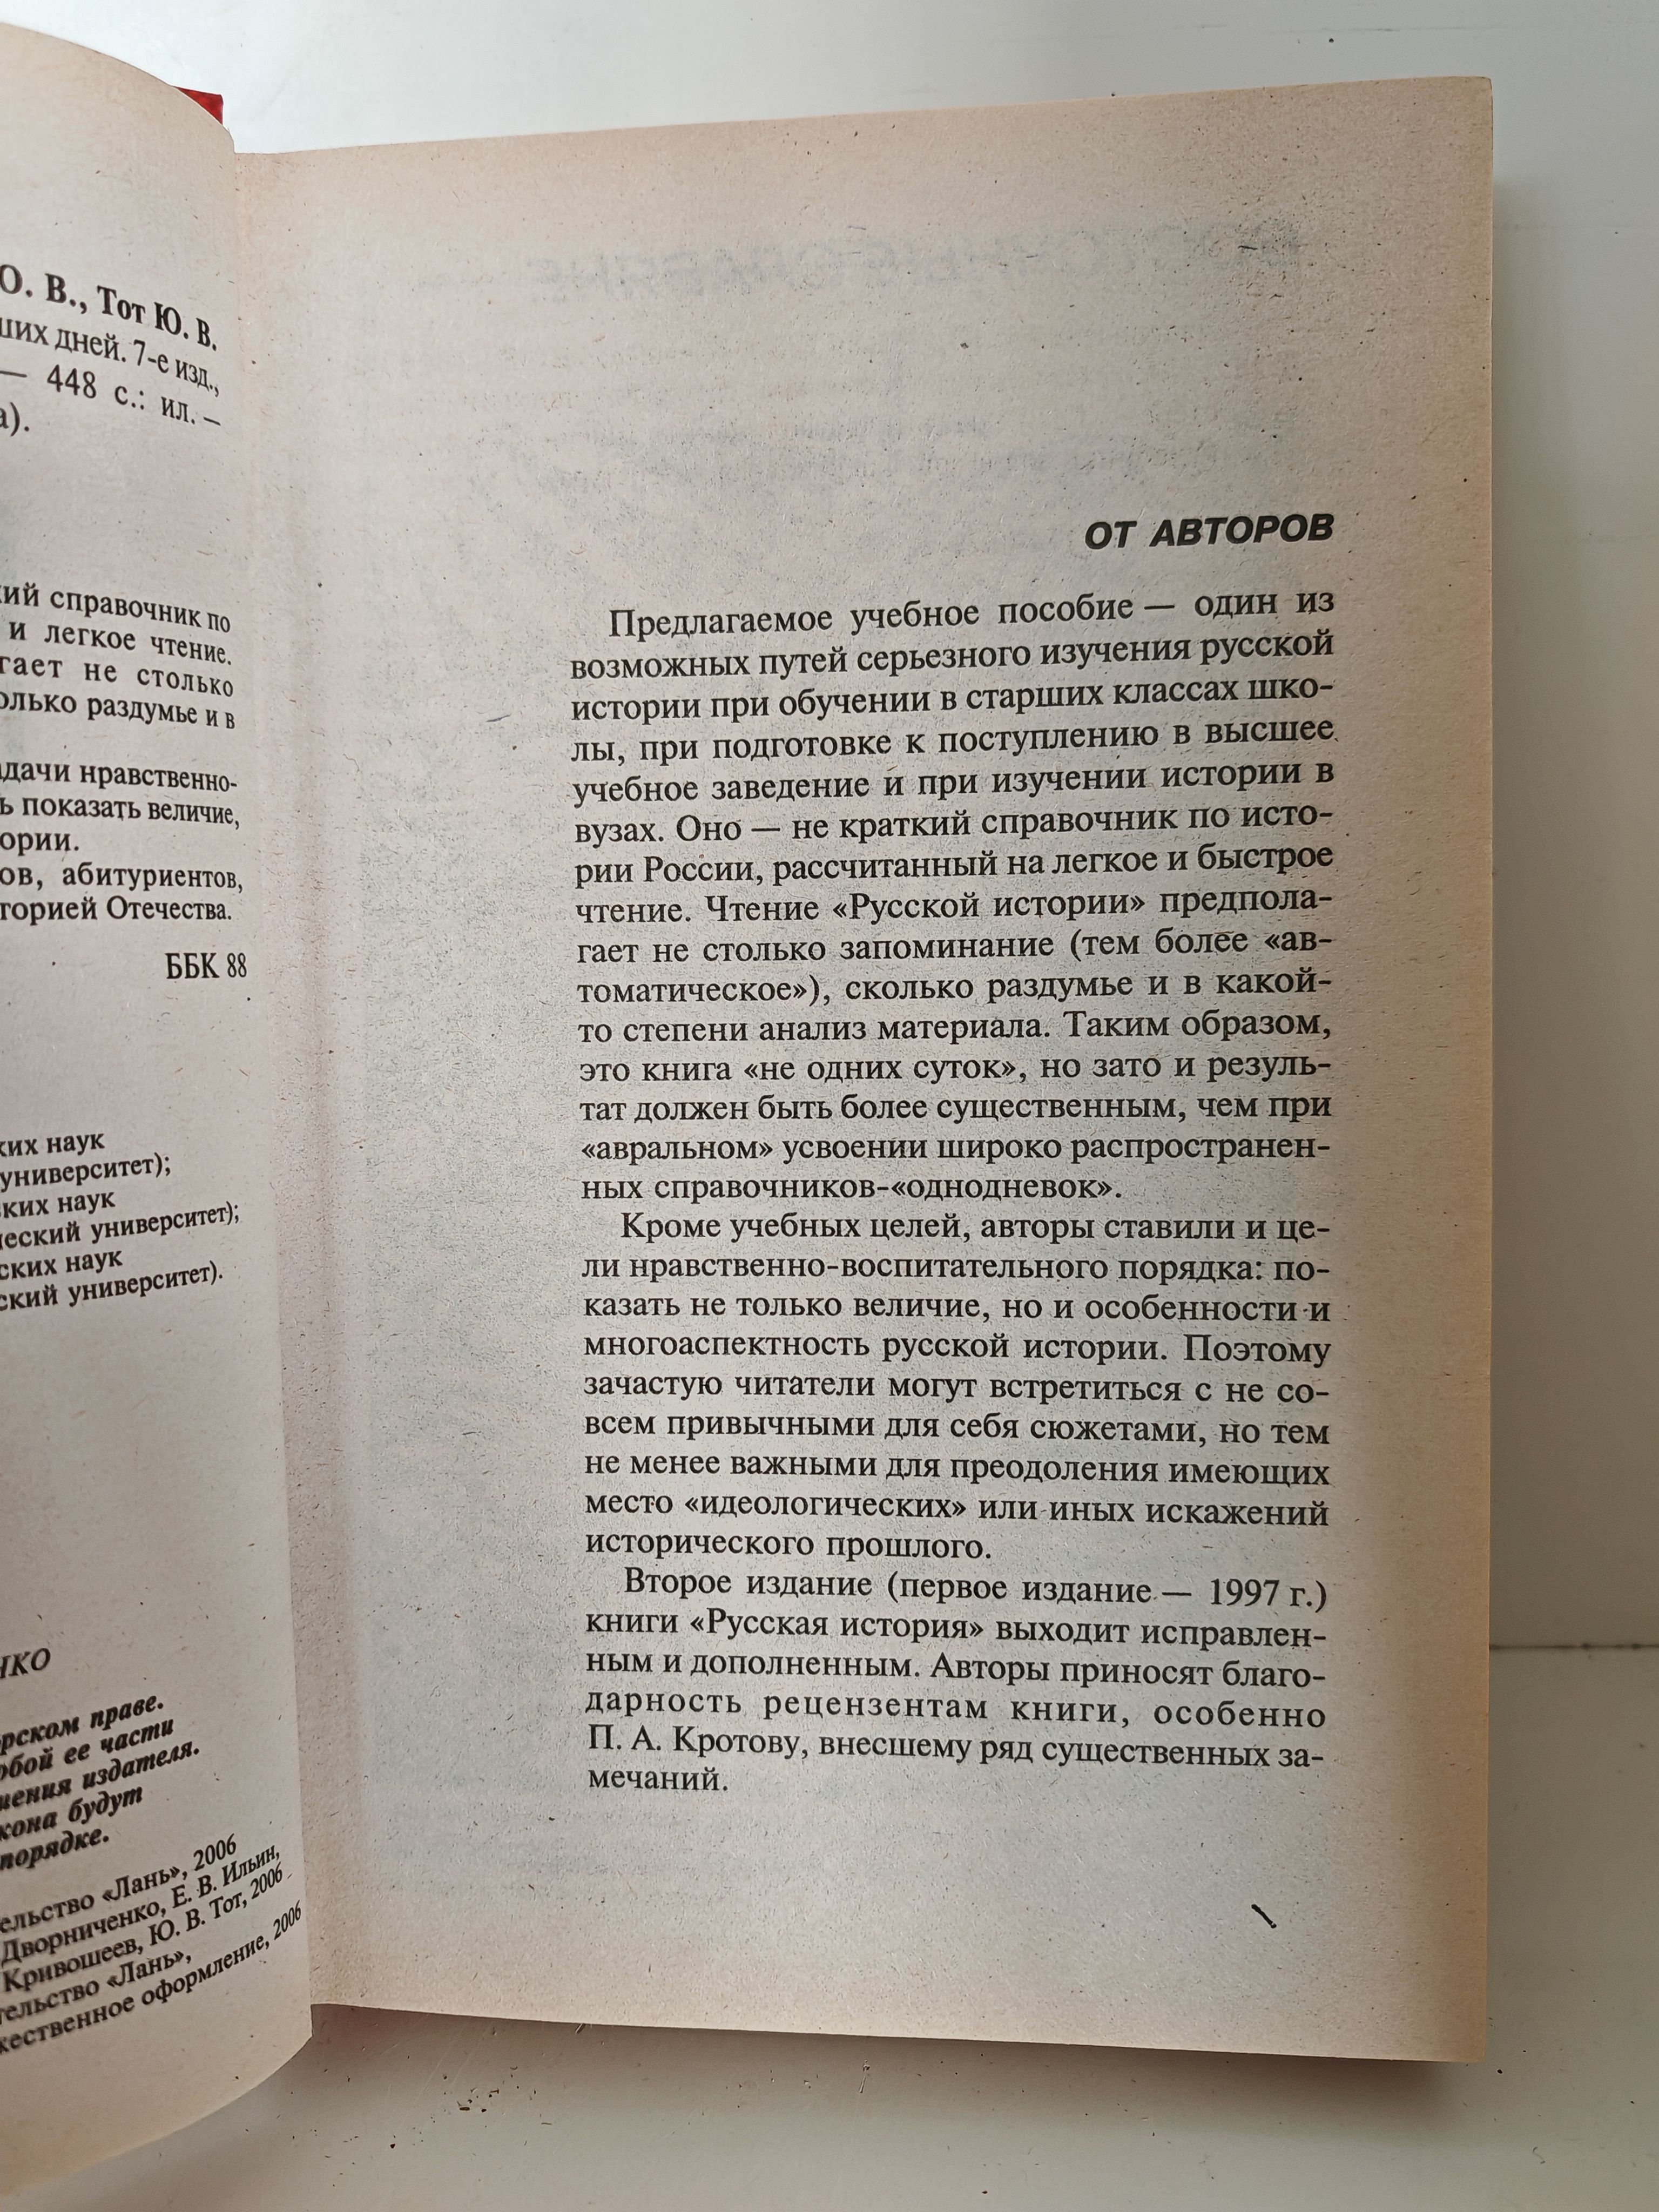 О. В., Тот Ю. В.
ших дней. 7-е изд.,
— 448 с.: ил. –
а).
кий справочник по
и легкое чтение.
гает не столько
олько раздумье и в
адачи нравственно-
ь показать величие,
ории.
ов, абитуриентов,
торией Отечества.
ББК 88
ких наук
университет);
ских наук
ческий университет);
ских наук
ский университет).
НКО
орском праве.
юбой ее части
шения издателя.
кона будут
порядке.
ельство «Лань», 2006
Дворниченко, Е. В. Ильин,
Кривошеев, Ю. В. Тот, 2006
тельство «Лань»,
жественное оформление, 2006
ОТ АВТОРОВ
Предлагаемое учебное пособие — один из
возможных путей серьезного изучения русской
истории при обучении в старших классах шко-
лы, при подготовке к поступлению в высшее
учебное заведение и при изучении истории в
вузах. Оно — не краткий справочник по исто-
рии России, рассчитанный на легкое и быстрое
чтение. Чтение «Русской истории» предпола-
гает не столько запоминание (тем более «ав-
томатическое»), сколько раздумье и в какой-
то степени анализ материала. Таким образом,
это книга «не одних суток», но зато и резуль-
тат должен быть более существенным, чем при
«авральном» усвоении широко распространен-
ных справочников-«однодневок».
Кроме учебных целей, авторы ставили и це-
ли нравственно-воспитательного порядка: по-
казать не только величие, но и особенности и
многоаспектность русской истории. Поэтому
зачастую читатели могут встретиться с не со-
всем привычными для себя сюжетами, но тем
не менее важными для преодоления имеющих
место «идеологических» или иных искажений
исторического прошлого.
Второе издание (первое издание — 1997 г.)
книги «Русская история» выходит исправлен-
ным и дополненным. Авторы приносят благо-
дарность рецензентам книги, особенно
П. А. Кротову, внесшему ряд существенных за-
мечаний.